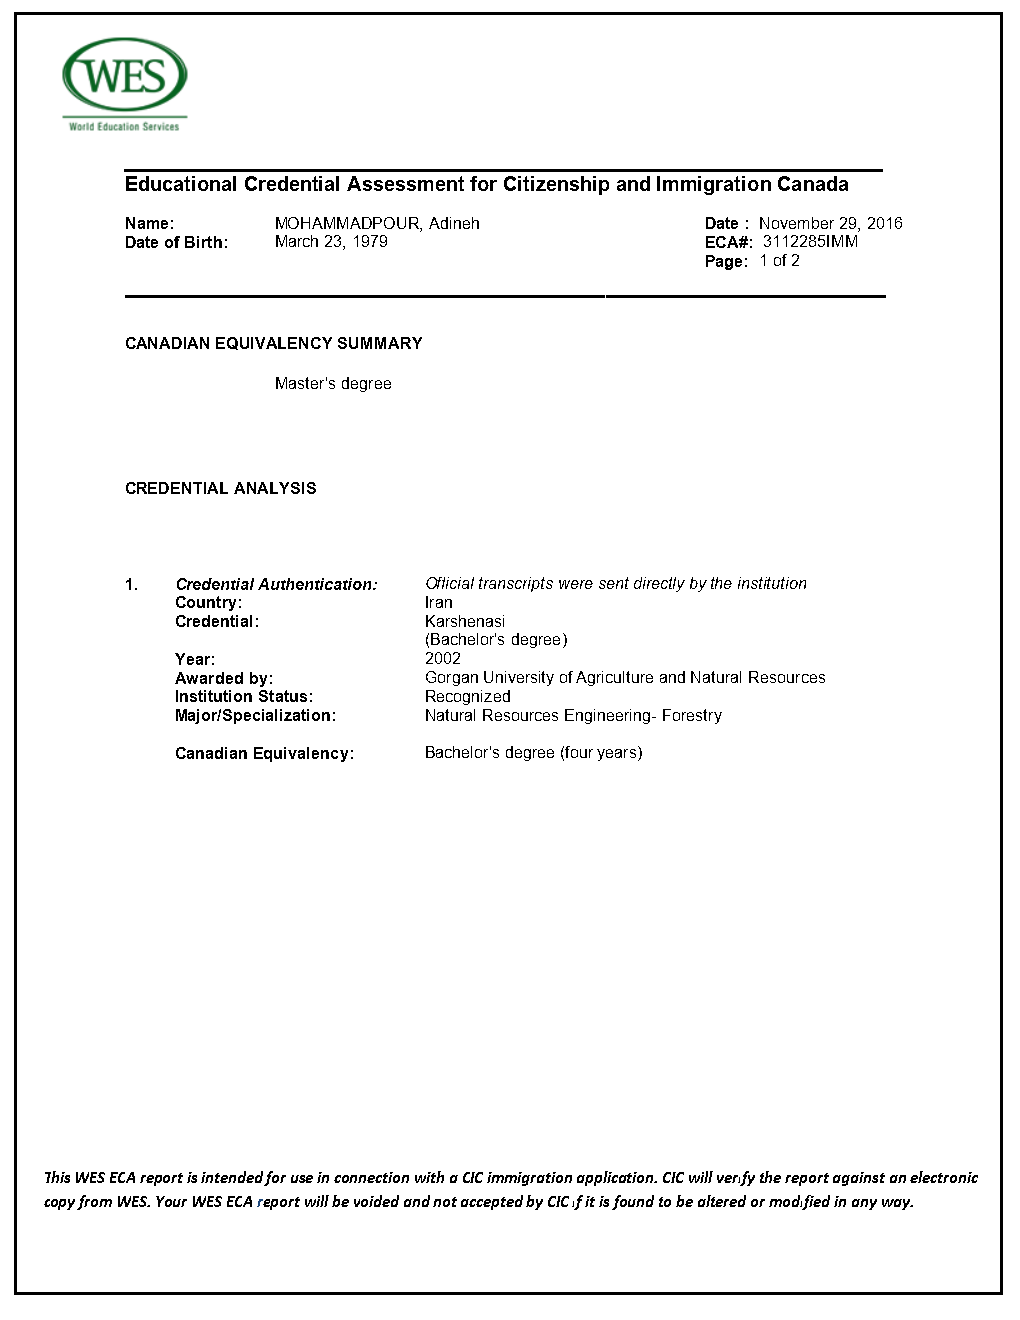 WES
World Education Services
Educational Credential Assessment for Citizenship and Immigration Canada
Name: MOHAMMADPOUR, Adineh Date : November 29, 2016
Date of Birth: March 23, 1979 ECA#: 3112285IMM
Page: 1 of 2
CANADIAN EQUIVALENCY SUMMARY
Master's degree
CREDENTIAL ANALYSIS
1. Credential Authentication: Official transcripts were sent directly by the institution
Country: Iran
Credential: Karshenasi
(Bachelor's degree)
Year: 2002
Awarded by: Gorgan University of Agriculture and Natural Resources
Institution Status: Recognized
Major/Specialization: Natural Resources Engineering- Forestry
Canadian Equivalency: Bachelor's degree (four years)
This WES ECA report is intended for use in connection with a CIC immigration application. CIC will verify the report against an electronic
copy from WES. Your WES ECA report will be voided and not accepted by CIC if it is found to be altered or modified in any way.